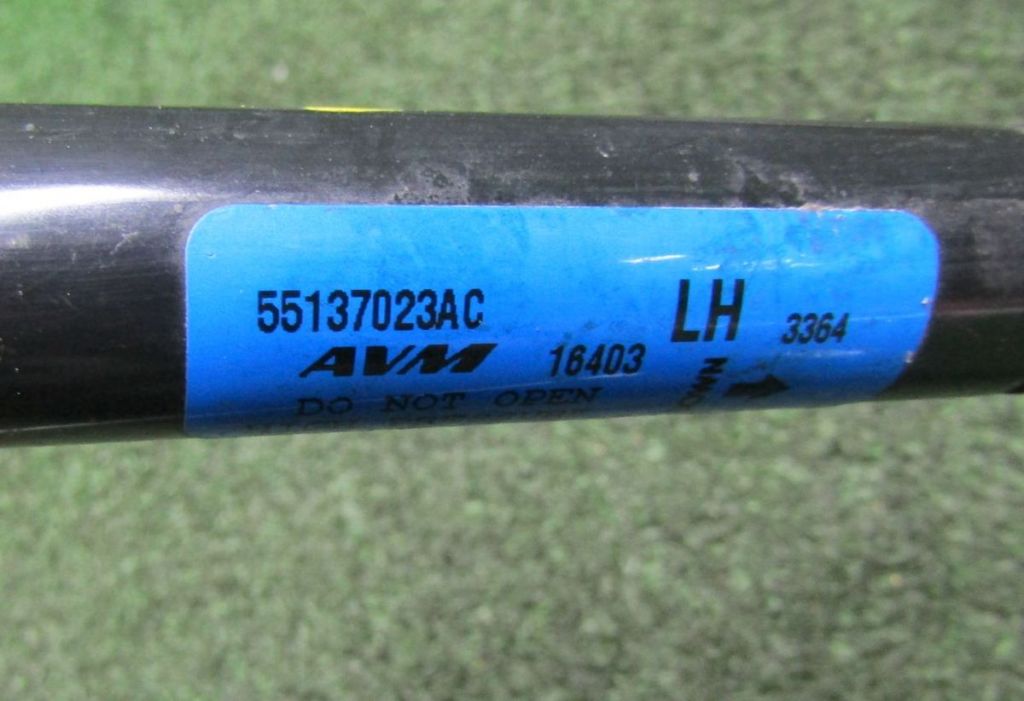 55137023AC
LH
3364
AVM
16403
DO NOT OPEN